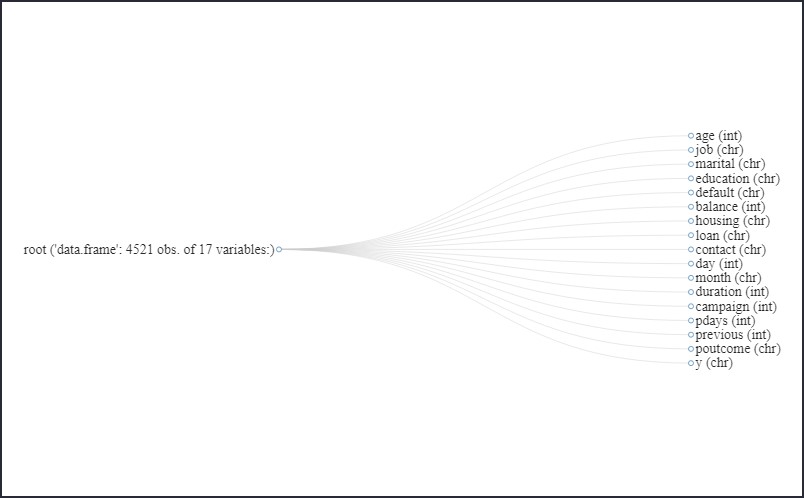 root ('data.frame': 4521 obs. of 17 variables:)
age (int)
job (chr)
marital (chr)
education (chr)
default (chr)
balance (int)
housing (chr)
loan (chr)
contact (chr)
day (int)
month (chr)
duration (int)
campaign (int)
pdays (int)
previous (int)
poutcome (chr)
y (chr)